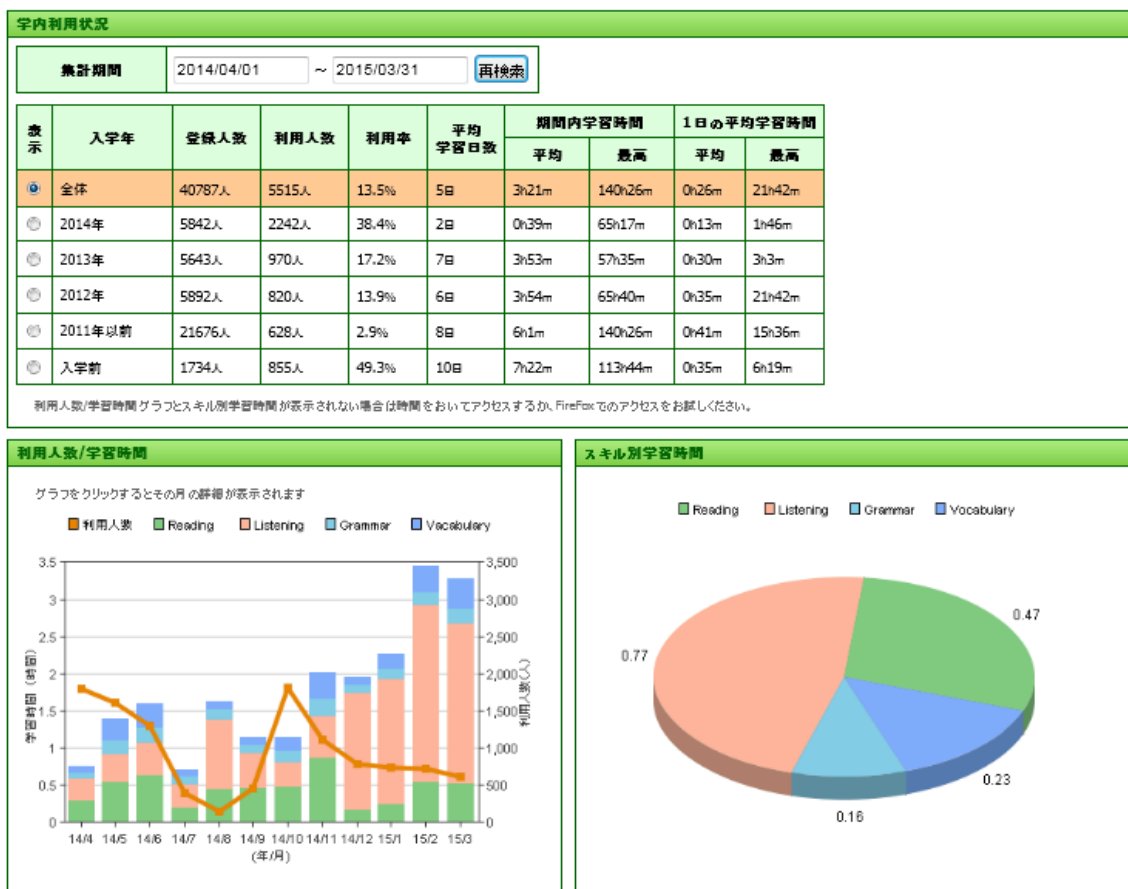 学内利用状況
集計期間 2014/04/01 ～ 2015/03/31 再検索
表示 入学年 登録人数 利用人数 利用率 平均学習日数 期間内学習時間 1日の平均学習時間
平均 最高 平均 最高
全体 40787人 5515人 13.5% 5日 3h21m 140h26m 0h26m 21h42m
2014年 5842人 2242人 38.4% 2日 0h39m 65h17m 0h13m 1h46m
2013年 5643人 970人 17.2% 7日 3h53m 57h35m 0h30m 3h3m
2012年 5892人 820人 13.9% 6日 3h54m 65h40m 0h35m 21h42m
2011年以前 21676人 628人 2.9% 8日 6h1m 140h26m 0h41m 15h36m
入学前 1734人 855人 49.3% 10日 7h22m 113h44m 0h35m 6h19m
利用人数/学習時間グラフとスキル別学習時間が表示されない場合は時間をおいてアクセスするか、FireFoxでのアクセスをお試しください。
利用人数/学習時間
グラフをクリックするとその月の詳細が表示されます
利用人数 Reading Listening Grammar Vocabulary
3.5 3,500
3 3,000
2.5 2,500
2 2,000
1.5 1,500
1 1,000
0.5 500
0 0
学習時間(時間)
利用人数(人)
14/4 14/5 14/6 14/7 14/8 14/9 14/10 14/11 14/12 15/1 15/2 15/3
(年/月)
スキル別学習時間
Reading Listening Grammar Vocabulary
0.47
0.77
0.23
0.16